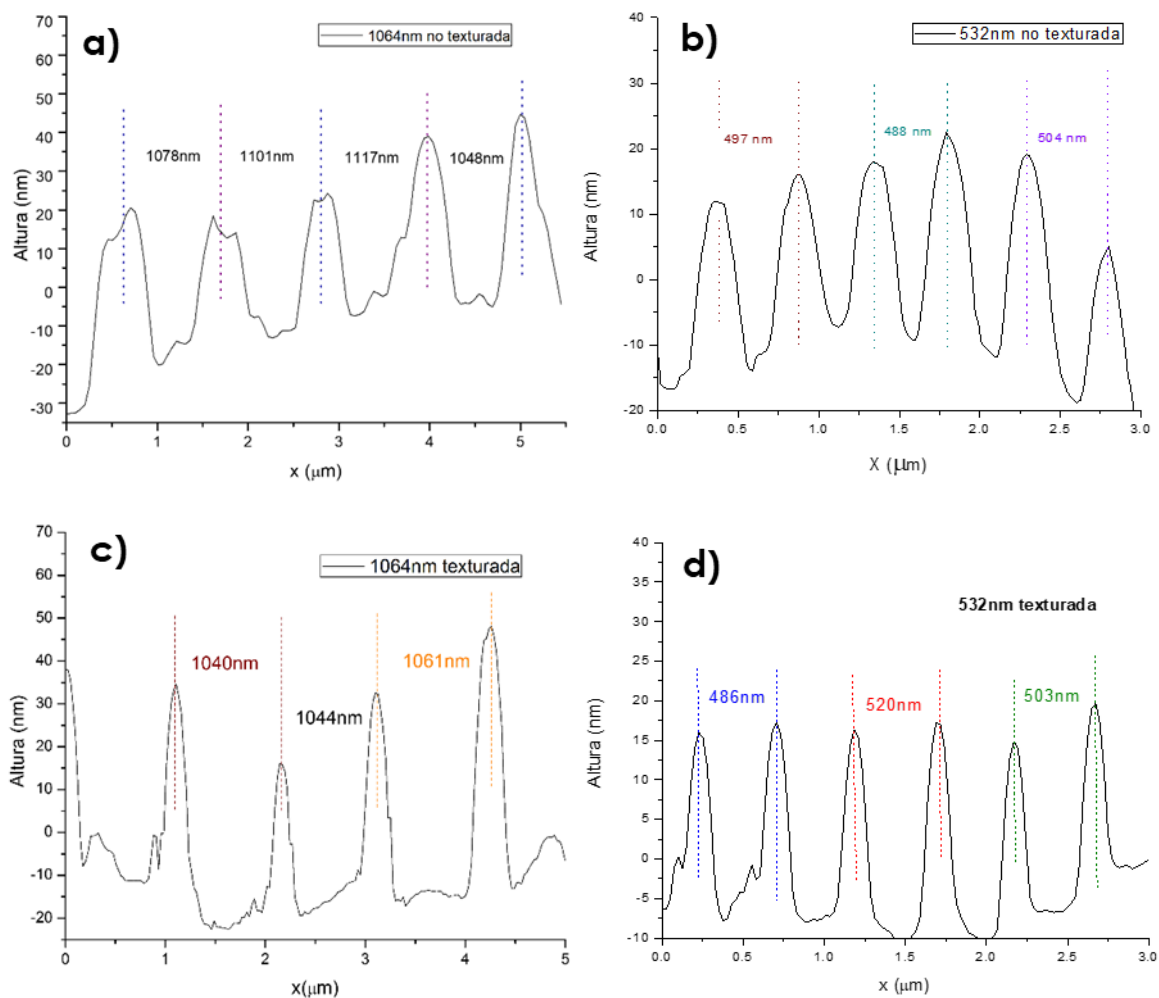 a)
1064nm no texturada
70
60
50
40
30
20
10
0
-10
-20
-30
Altura (nm)
1078nm
1101nm
1117nm
1048nm
0 1 2 3 4 5
x (μm)
b)
532nm no texturada
40
30
20
10
0
-10
-20
Altura (nm)
497 nm
488 nm
504 nm
0.0 0.5 1.0 1.5 2.0 2.5 3.0
X (μm)
c)
1064nm texturada
70
60
50
40
30
20
10
0
-10
-20
Altura (nm)
1040nm
1044nm
1061nm
0 1 2 3 4 5
x(μm)
d)
532nm texturada
40
35
30
25
20
15
10
5
0
-5
-10
Altura (nm)
486nm
520nm
503nm
0.0 0.5 1.0 1.5 2.0 2.5 3.0
x (μm)